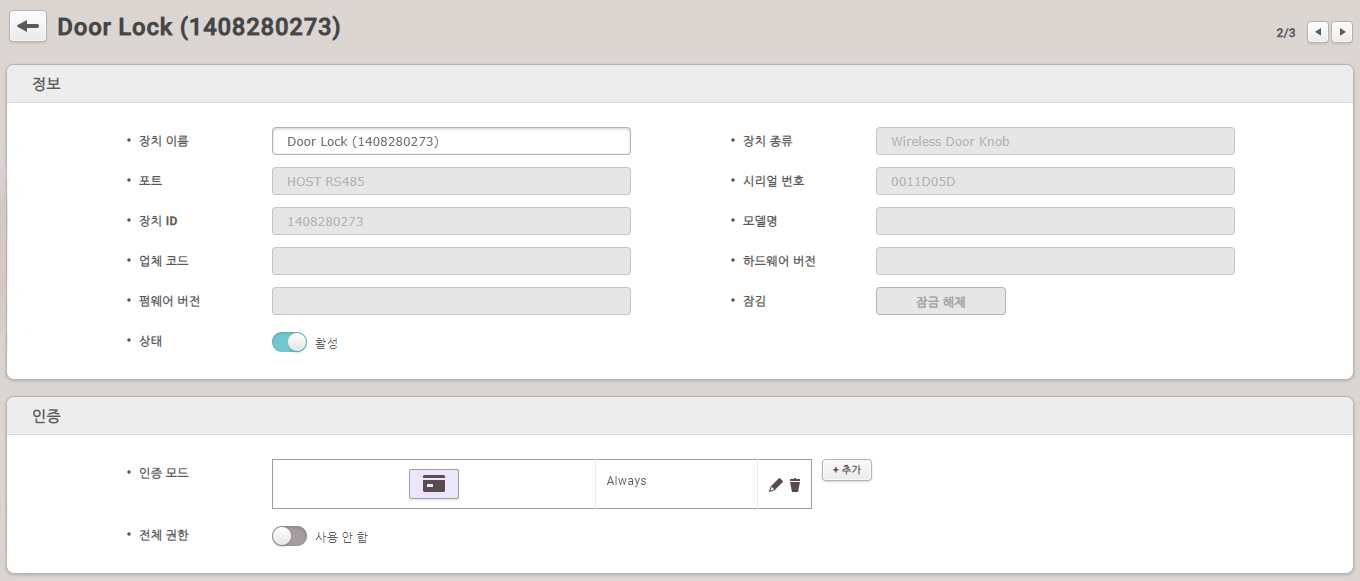 Door Lock (1408280273)
2/3
정보
• 장치 이름 Door Lock (1408280273) • 장치 종류 Wireless Door Knob
• 포트 HOST RS485 • 시리얼 번호 0011D05D
• 장치 ID 1408280273 • 모델명
• 업체 코드 • 하드웨어 버전
• 펌웨어 버전 • 잠김 잠금 해제
• 상태 활성
인증
• 인증 모드 Always + 추가
• 전체 권한 사용 안 함